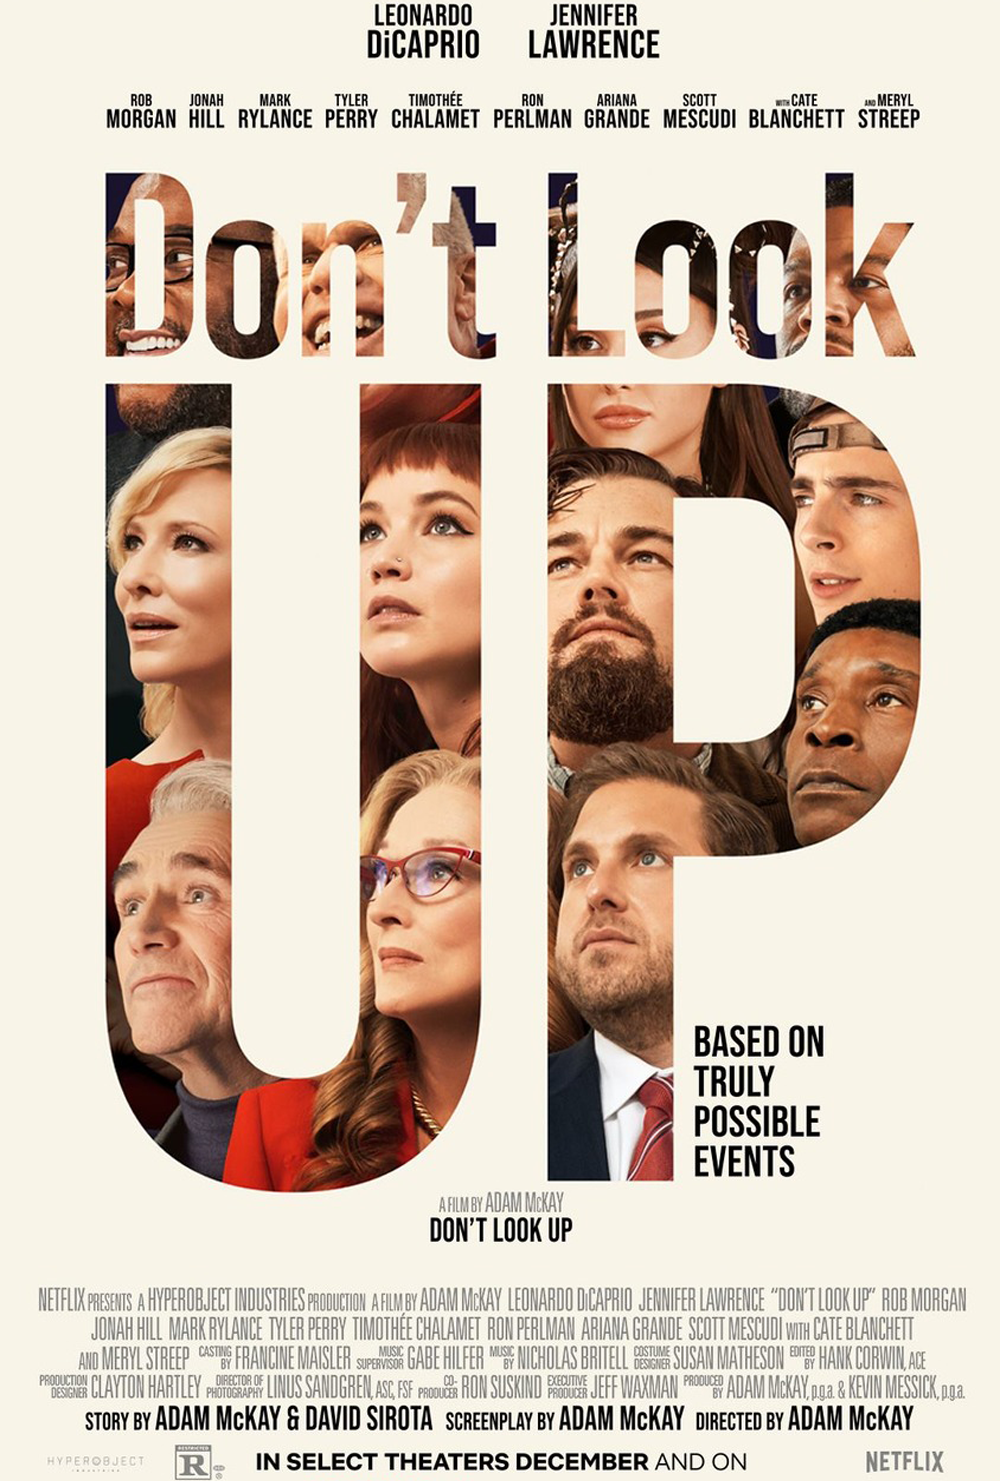 LEONARDO DiCAPRIO JENNIFER LAWRENCE
ROB MORGAN JONAH HILL MARK RYLANCE TYLER PERRY TIMOTHÉE CHALAMET RON PERLMAN ARIANA GRANDE SCOTT MESCUDI WITH CATE BLANCHETT AND MERYL STREEP
Don't Look
UP
BASED ON
TRULY
POSSIBLE
EVENTS
A FILM BY ADAM McKAY
DON'T LOOK UP
NETFLIX PRESENTS A HYPEROBJECT INDUSTRIES PRODUCTION A FILM BY ADAM McKAY LEONARDO DiCAPRIO JENNIFER LAWRENCE "DON'T LOOK UP" ROB MORGAN
JONAH HILL MARK RYLANCE TYLER PERRY TIMOTHÉE CHALAMET RON PERLMAN ARIANA GRANDE SCOTT MESCUDI WITH CATE BLANCHETT
AND MERYL STREEP CASTING BY FRANCINE MAISLER MUSIC SUPERVISOR GABE HILFER MUSIC BY NICHOLAS BRITELL COSTUME DESIGNER SUSAN MATHESON EDITED BY HANK CORWIN, ACE
PRODUCTION DESIGNER CLAYTON HARTLEY DIRECTOR OF PHOTOGRAPHY LINUS SANDGREN, ASC, FSF CO-PRODUCER RON SUSKIND EXECUTIVE PRODUCER JEFF WAXMAN PRODUCED BY ADAM McKAY, p.g.a. & KEVIN MESSICK, p.g.a.
STORY BY ADAM McKAY & DAVID SIROTA SCREENPLAY BY ADAM McKAY DIRECTED BY ADAM McKAY
HYPEROBJECT INDUSTRIES RESTRICTED R IN SELECT THEATERS DECEMBER AND ON NETFLIX